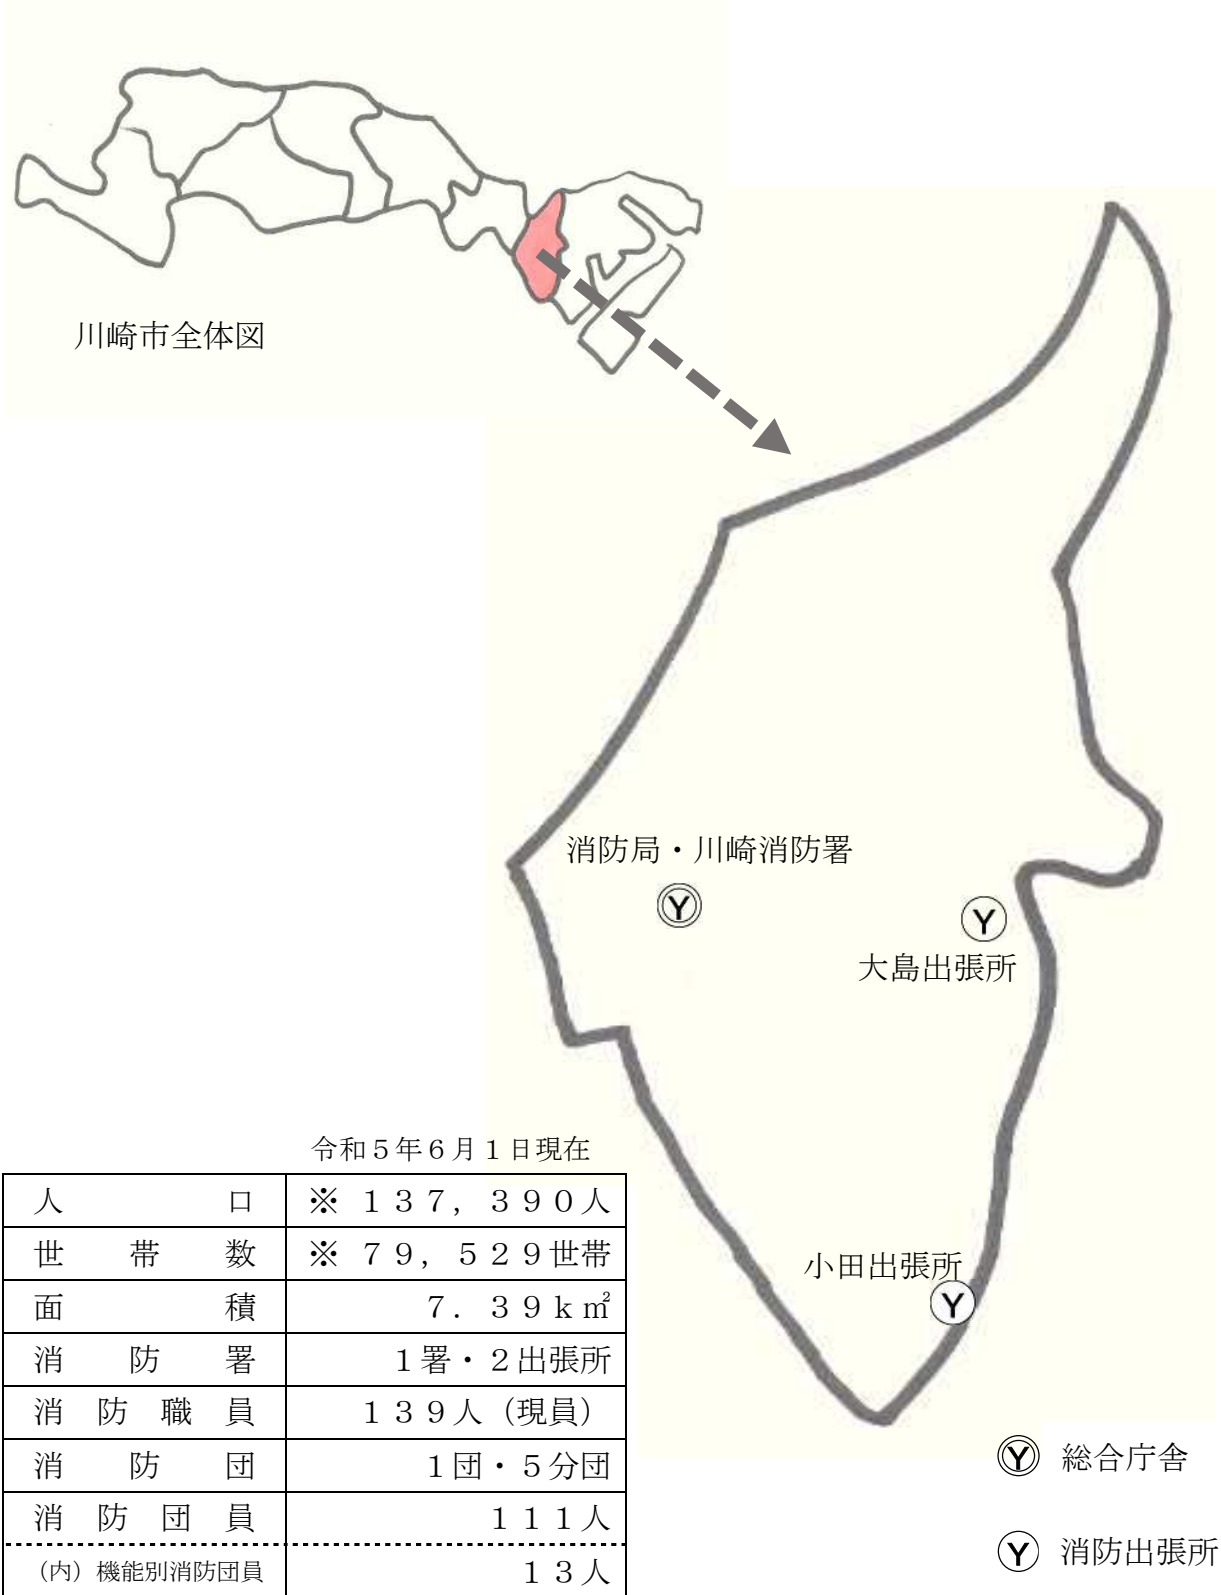 川崎市全体図
消防局・川崎消防署
Ⓨ
Ⓨ
大島出張所
小田出張所
Ⓨ
令和５年６月１日現在
人口 ※ １３７，３９０人
世帯数 ※ ７９，５２９世帯
面積 ７．３９ｋ㎡
消防署 １署・２出張所
消防職員 １３９人（現員）
消防団 １団・５分団
消防団員 １１１人
（内）機能別消防団員 １３人
Ⓨ 総合庁舎
Ⓨ 消防出張所